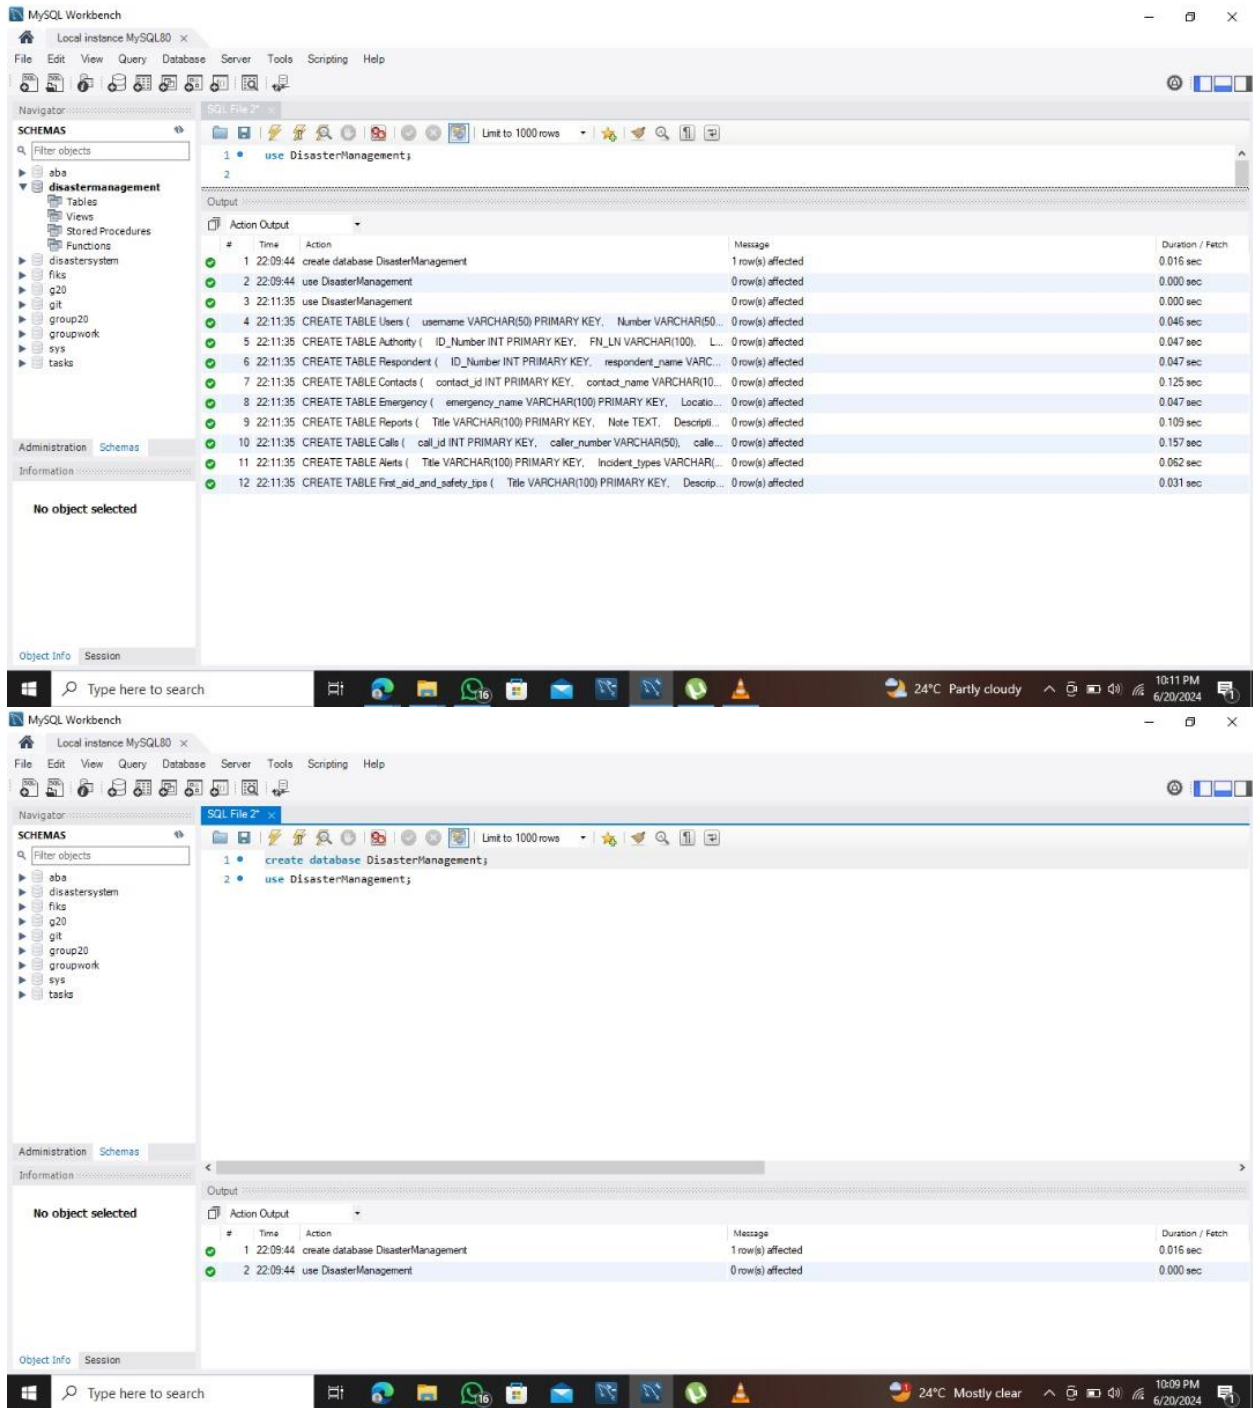 MySQL Workbench
Local instance MySQL80 ×
File Edit View Query Database Server Tools Scripting Help
Navigator
SQL File 2* ×
SCHEMAS
Filter objects
Limit to 1000 rows
1 use DisasterManagement;
2
aba
disastermanagement
Tables
Views
Stored Procedures
Functions
disastersystem
fiks
g20
git
group20
groupwork
sys
tasks
Administration Schemas
Information
No object selected
Object Info Session
Output
Action Output
# Time Action Message Duration / Fetch
1 22:09:44 create database DisasterManagement 1 row(s) affected 0.016 sec
2 22:09:44 use DisasterManagement 0 row(s) affected 0.000 sec
3 22:11:35 use DisasterManagement 0 row(s) affected 0.000 sec
4 22:11:35 CREATE TABLE Users ( username VARCHAR(50) PRIMARY KEY, Number VARCHAR(50... 0 row(s) affected 0.046 sec
5 22:11:35 CREATE TABLE Authority ( ID_Number INT PRIMARY KEY, FN_LN VARCHAR(100), L... 0 row(s) affected 0.047 sec
6 22:11:35 CREATE TABLE Respondent ( ID_Number INT PRIMARY KEY, respondent_name VARC... 0 row(s) affected 0.047 sec
7 22:11:35 CREATE TABLE Contacts ( contact_id INT PRIMARY KEY, contact_name VARCHAR(10... 0 row(s) affected 0.125 sec
8 22:11:35 CREATE TABLE Emergency ( emergency_name VARCHAR(100) PRIMARY KEY, Locatio... 0 row(s) affected 0.047 sec
9 22:11:35 CREATE TABLE Reports ( Title VARCHAR(100) PRIMARY KEY, Note TEXT, Descripti... 0 row(s) affected 0.109 sec
10 22:11:35 CREATE TABLE Calls ( call_id INT PRIMARY KEY, caller_number VARCHAR(50), calle... 0 row(s) affected 0.157 sec
11 22:11:35 CREATE TABLE Alerts ( Title VARCHAR(100) PRIMARY KEY, Incident_types VARCHAR(... 0 row(s) affected 0.062 sec
12 22:11:35 CREATE TABLE First_aid_and_safety_tips ( Title VARCHAR(100) PRIMARY KEY, Descrip... 0 row(s) affected 0.031 sec
Type here to search
16
24°C Partly cloudy
10:11 PM
6/20/2024
1
MySQL Workbench
Local instance MySQL80 ×
File Edit View Query Database Server Tools Scripting Help
Navigator
SQL File 2* ×
SCHEMAS
Filter objects
Limit to 1000 rows
1 create database DisasterManagement;
2 use DisasterManagement;
aba
disastersystem
fiks
g20
git
group20
groupwork
sys
tasks
Administration Schemas
Information
No object selected
Object Info Session
Output
Action Output
# Time Action Message Duration / Fetch
1 22:09:44 create database DisasterManagement 1 row(s) affected 0.016 sec
2 22:09:44 use DisasterManagement 0 row(s) affected 0.000 sec
Type here to search
16
24°C Mostly clear
10:09 PM
6/20/2024
1